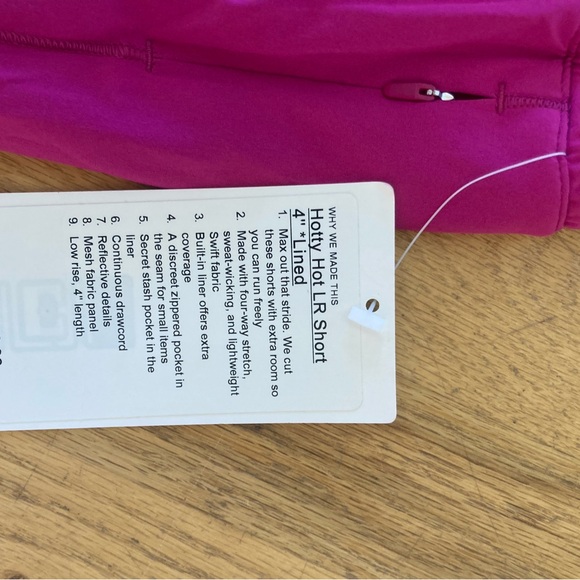 WHY WE MADE THIS
Hotty Hot LR Short
4" *Lined
1. Max out that stride. We cut
these shorts with extra room so
you can run freely
2. Made with four-way stretch,
sweat-wicking, and lightweight
Swift fabric
3. Built-in liner offers extra
coverage
4. A discreet zippered pocket in
the seam for small items
5. Secret stash pocket in the
liner
6. Continuous drawcord
7. Reflective details
8. Mesh fabric panel
9. Low rise, 4" length